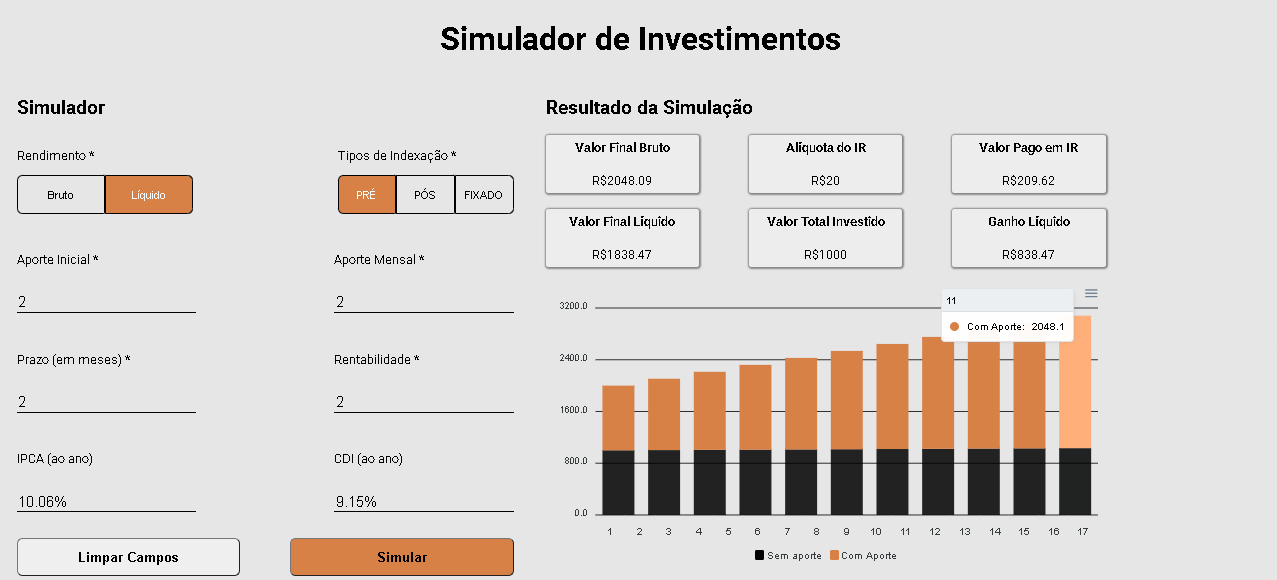 Simulador de Investimentos
Simulador
Rendimento *
Bruto
Líquido
Tipos de Indexação *
PRÉ
PÓS
FIXADO
Aporte Inicial *
2
Aporte Mensal *
2
Prazo (em meses) *
2
Rentabilidade *
2
IPCA (ao ano)
10.06%
CDI (ao ano)
9.15%
Limpar Campos
Simular
Resultado da Simulação
Valor Final Bruto
R$2048.09
Alíquota do IR
R$20
Valor Pago em IR
R$209.62
Valor Final Líquido
R$1838.47
Valor Total Investido
R$1000
Ganho Líquido
R$838.47
11
Com Aporte: 2048.1
3200.0
2400.0
1600.0
800.0
0.0
1 2 3 4 5 6 7 8 9 10 11 12 13 14 15 16 17
Sem aporte
Com Aporte